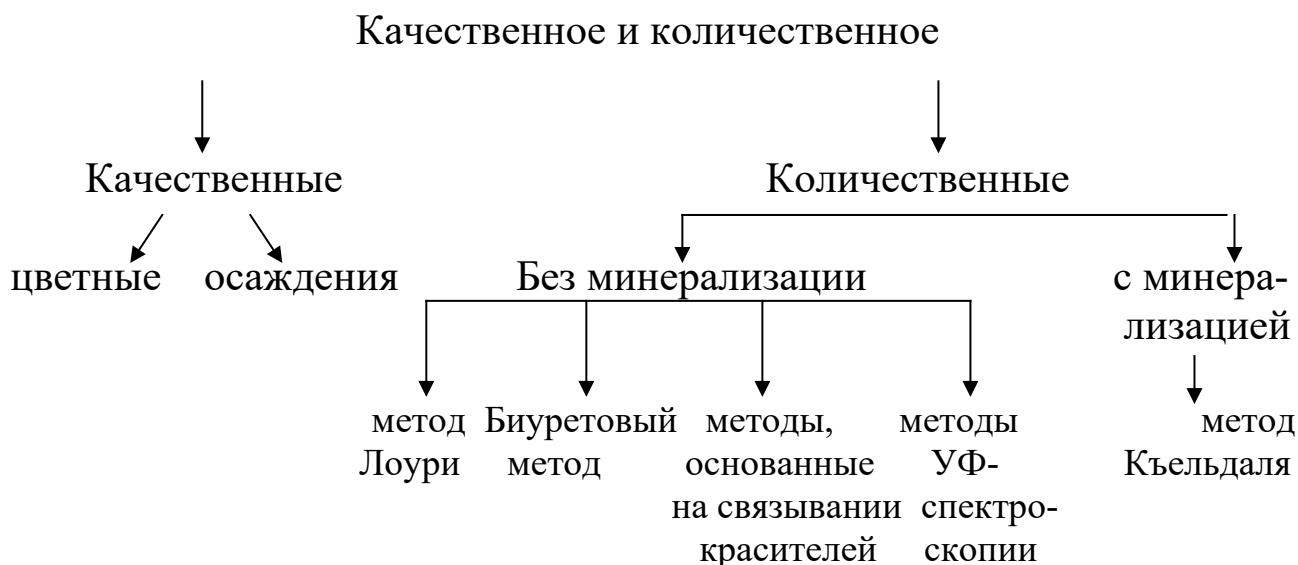 Качественное и количественное
Качественные
Количественные
цветные осаждения
Без минерализации
с минера-
лизацией
метод
Лоури
Биуретовый
метод
методы,
основанные
на связывании
красителей
методы
УФ-
спектро-
скопии
метод
Къельдаля